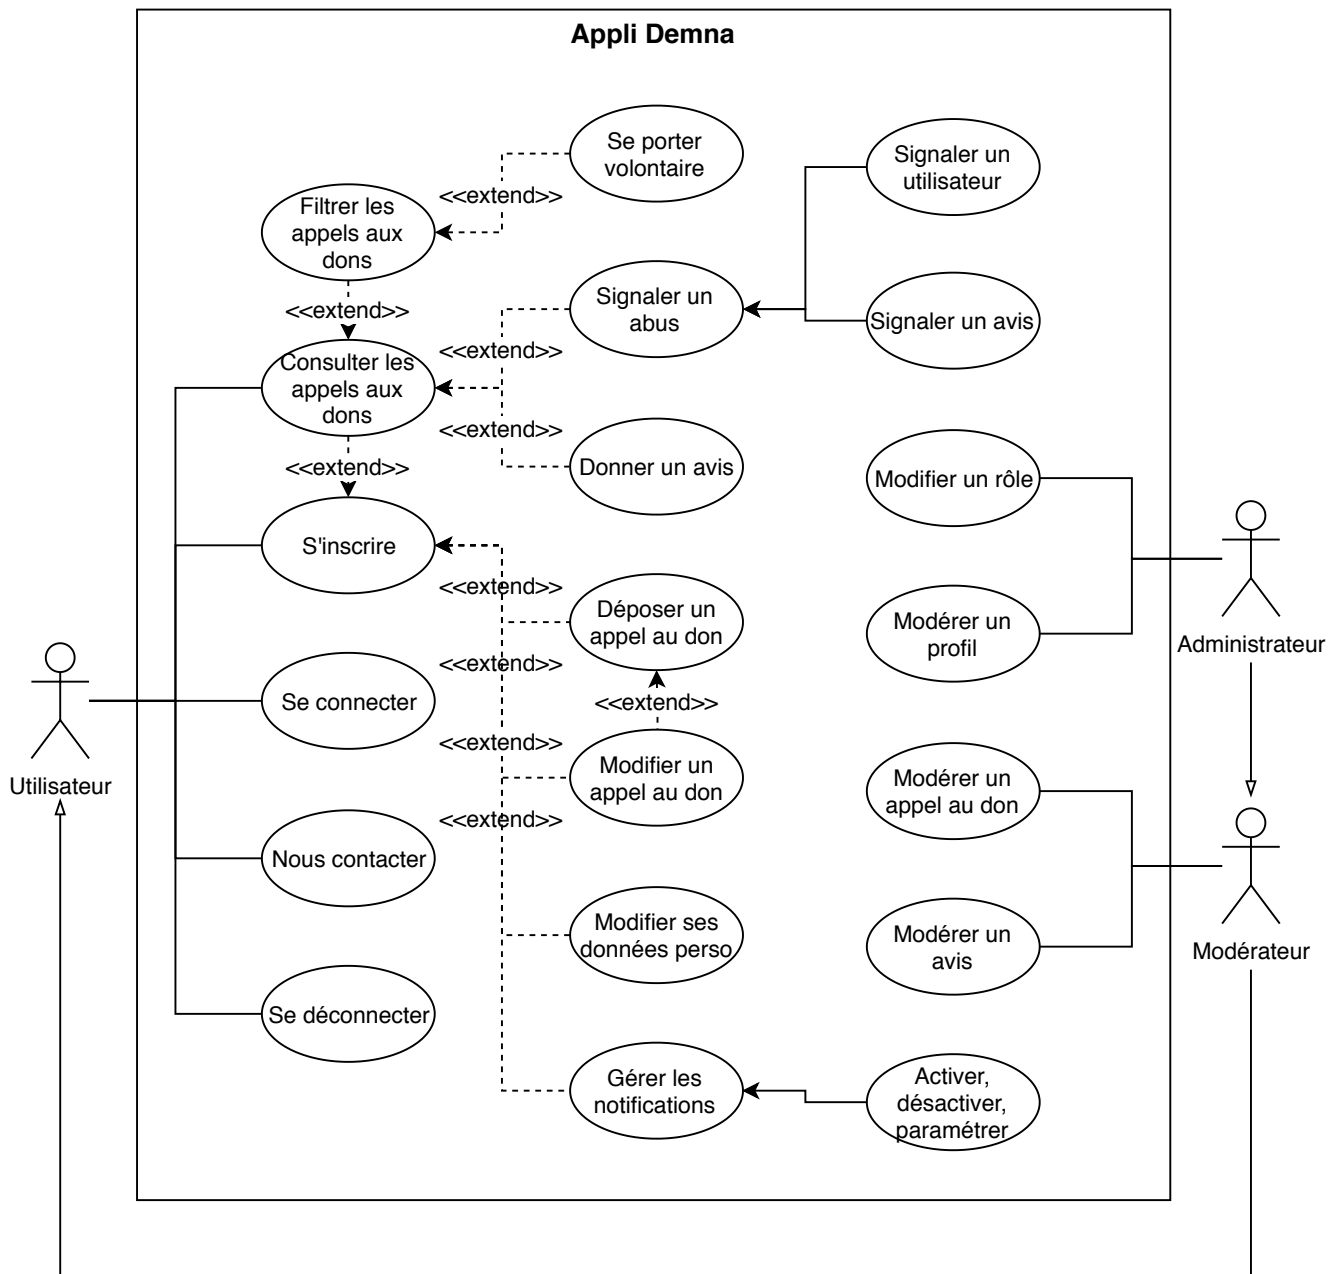 Appli Demna
Se porter
volontaire
Signaler un
utilisateur
<<extend>>
Filtrer les
appels aux
dons
<<extend>>
Signaler un
abus
Signaler un avis
<<extend>>
Consulter les
appels aux
dons
<<extend>>
<<extend>>
Donner un avis
Modifier un rôle
S'inscrire
<<extend>>
Déposer un
appel au don
Modérer un
profil
Administrateur
<<extend>>
Se connecter
<<extend>>
<<extend>>
Utilisateur
Modifier un
appel au don
Modérer un
appel au don
<<extend>>
Nous contacter
Modifier ses
données perso
Modérer un
avis
Modérateur
Se déconnecter
Gérer les
notifications
Activer,
désactiver,
paramétrer